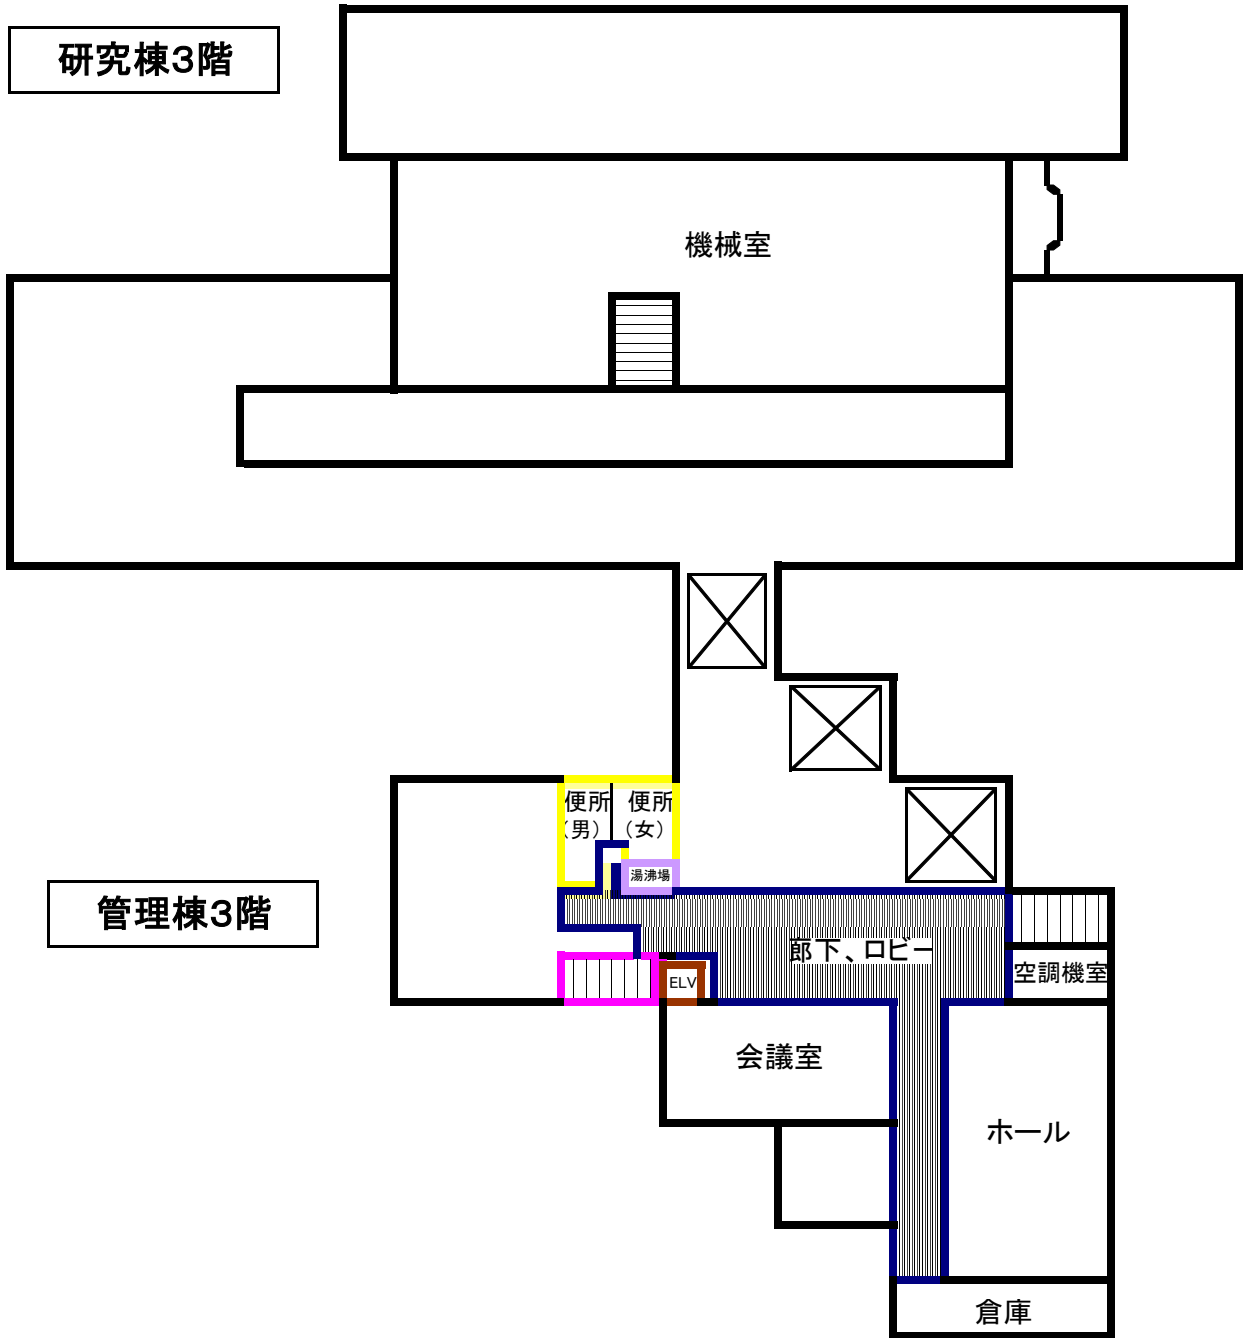 研究棟3階
機械室
便所
(男)
便所
(女)
湯沸場
管理棟3階
廊下、ロビー
空調機室
ELV
会議室
ホール
倉庫